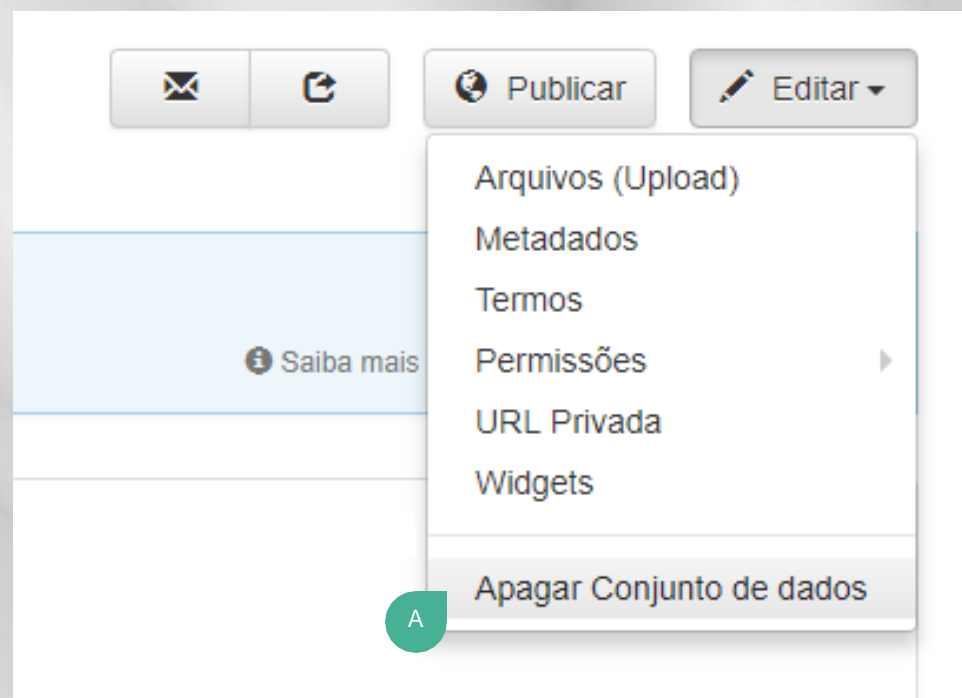 Publicar
Editar
Arquivos (Upload)
Metadados
Termos
Permissões
Saiba mais
URL Privada
Widgets
Apagar Conjunto de dados
A